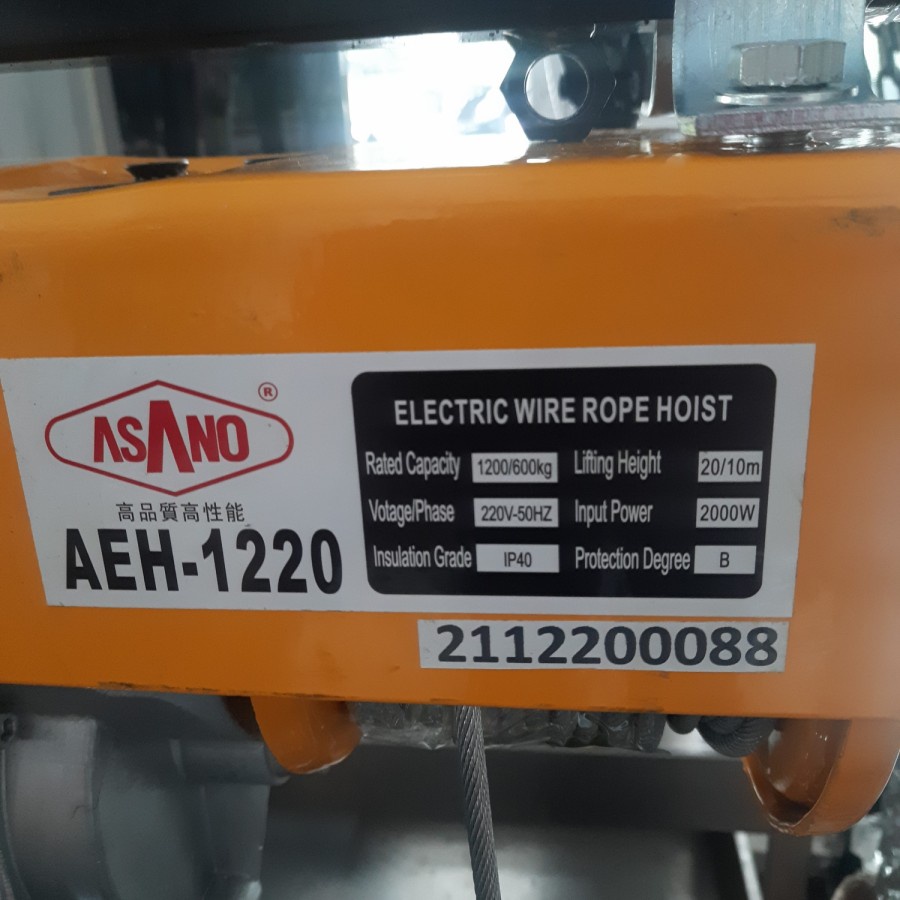 ASANO ®
高品質高性能
AEH-1220
ELECTRIC WIRE ROPE HOIST
Rated Capacity 1200/600kg Lifting Height 20/10m
Votage/Phase 220V-50HZ Input Power 2000W
Insulation Grade IP40 Protection Degree B
2112200088